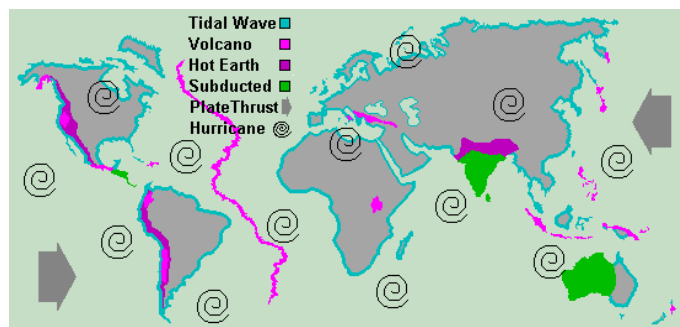 Tidal Wave
Volcano
Hot Earth
Subducted
PlateThrust
Hurricane